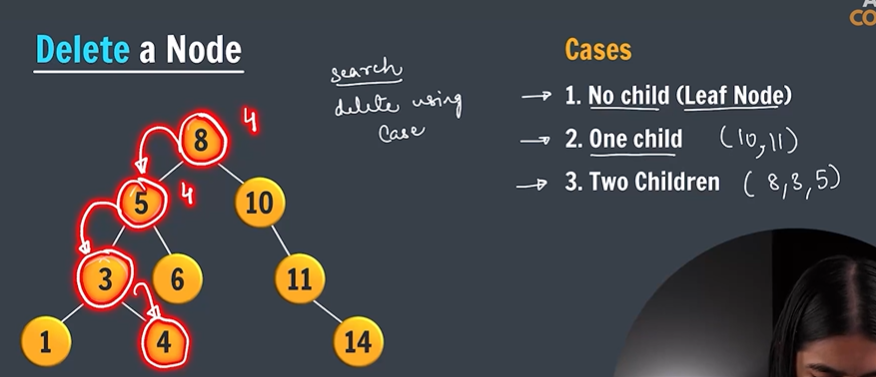 CO
Delete a Node
search
delete using
Case
Cases
→ 1. No child (Leaf Node)
→ 2. One child (10,11)
→ 3. Two Children (8,3,5)
8 4
5 4 10
3 6 11
1 4 14